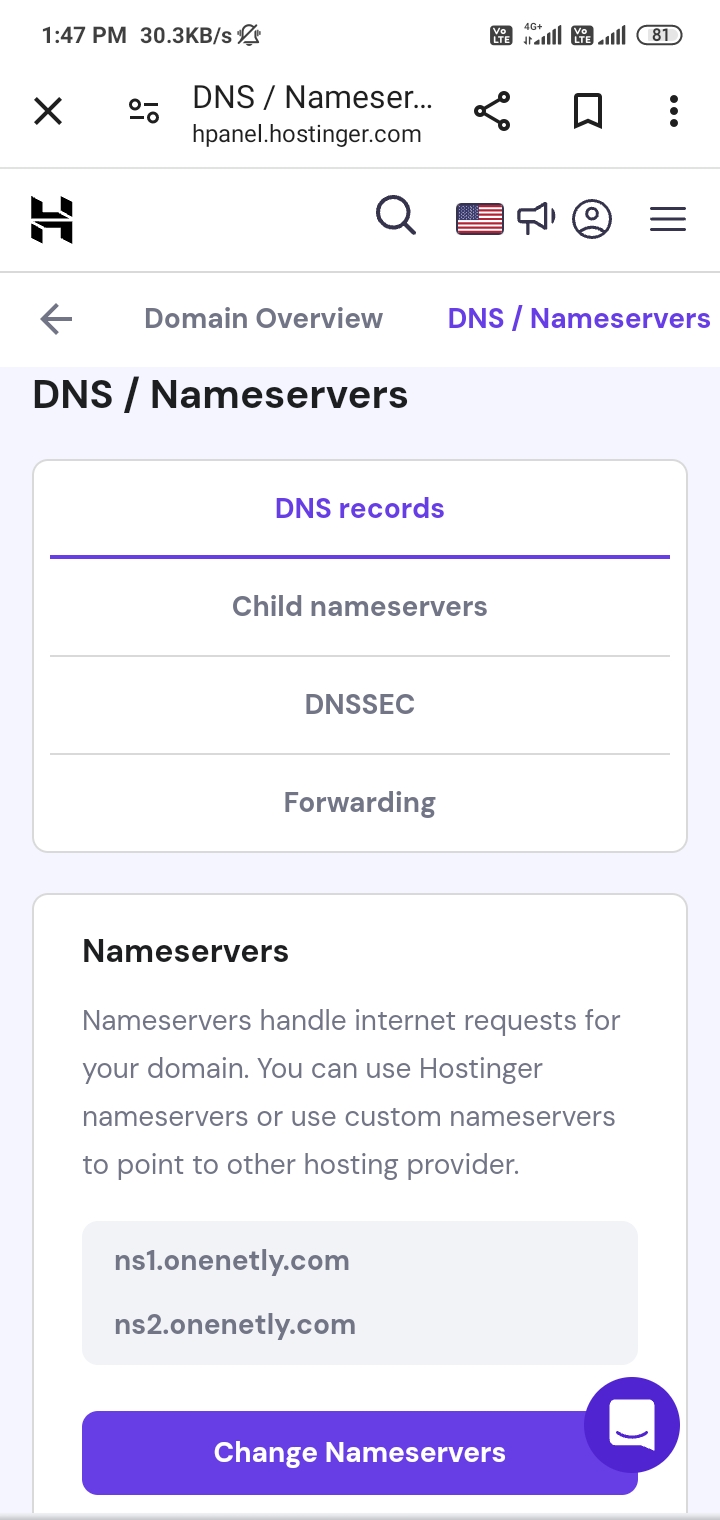 1:47 PM 30.3KB/s Vo LTE 4G+ Vo LTE 81
DNS / Nameser...
hpanel.hostinger.com
Domain Overview DNS / Nameservers
DNS / Nameservers
DNS records
Child nameservers
DNSSEC
Forwarding
Nameservers
Nameservers handle internet requests for
your domain. You can use Hostinger
nameservers or use custom nameservers
to point to other hosting provider.
ns1.onenetly.com
ns2.onenetly.com
Change Nameservers